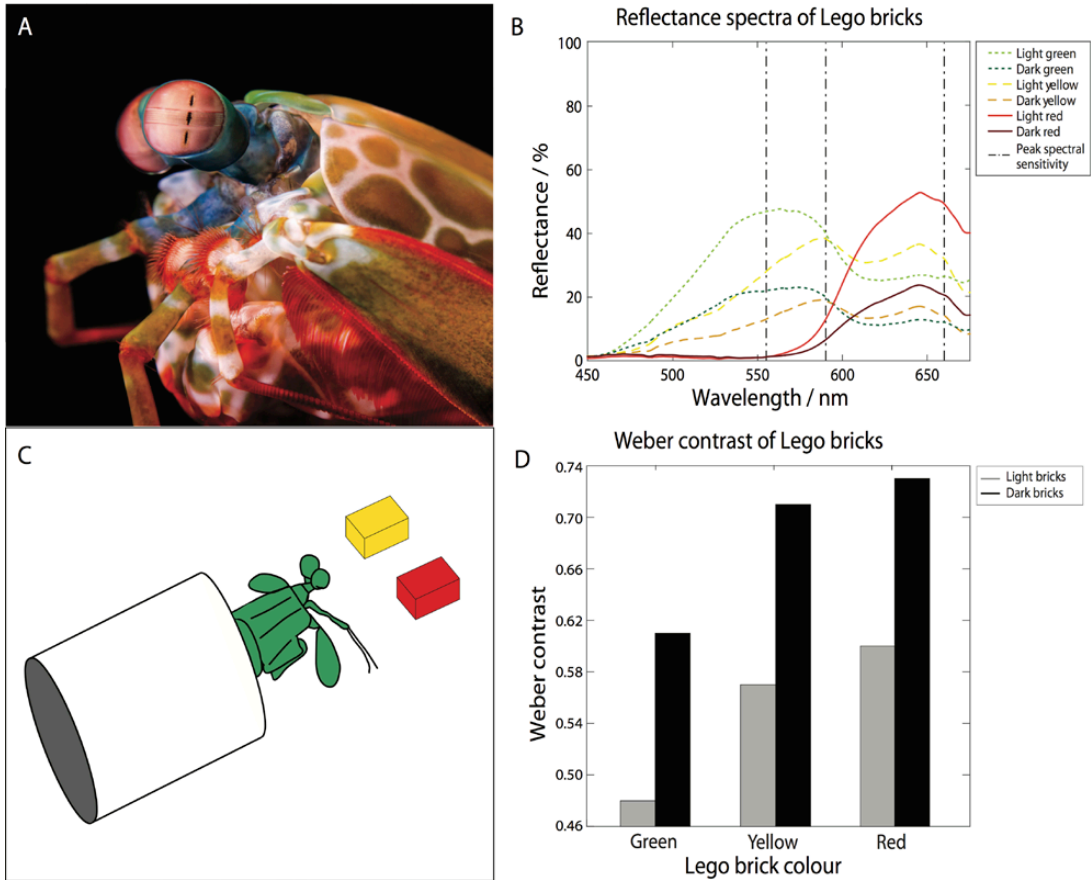 A
B
Reflectance spectra of Lego bricks
100
80
60
40
20
0
450
500
550
600
650
Reflectance / %
Wavelength / nm
Light green
Dark green
Light yellow
Dark yellow
Light red
Dark red
Peak spectral
sensitivity
C
D
Weber contrast of Lego bricks
0.74
0.70
0.66
0.62
0.58
0.54
0.50
0.46
Weber contrast
Green
Yellow
Red
Lego brick colour
Light bricks
Dark bricks